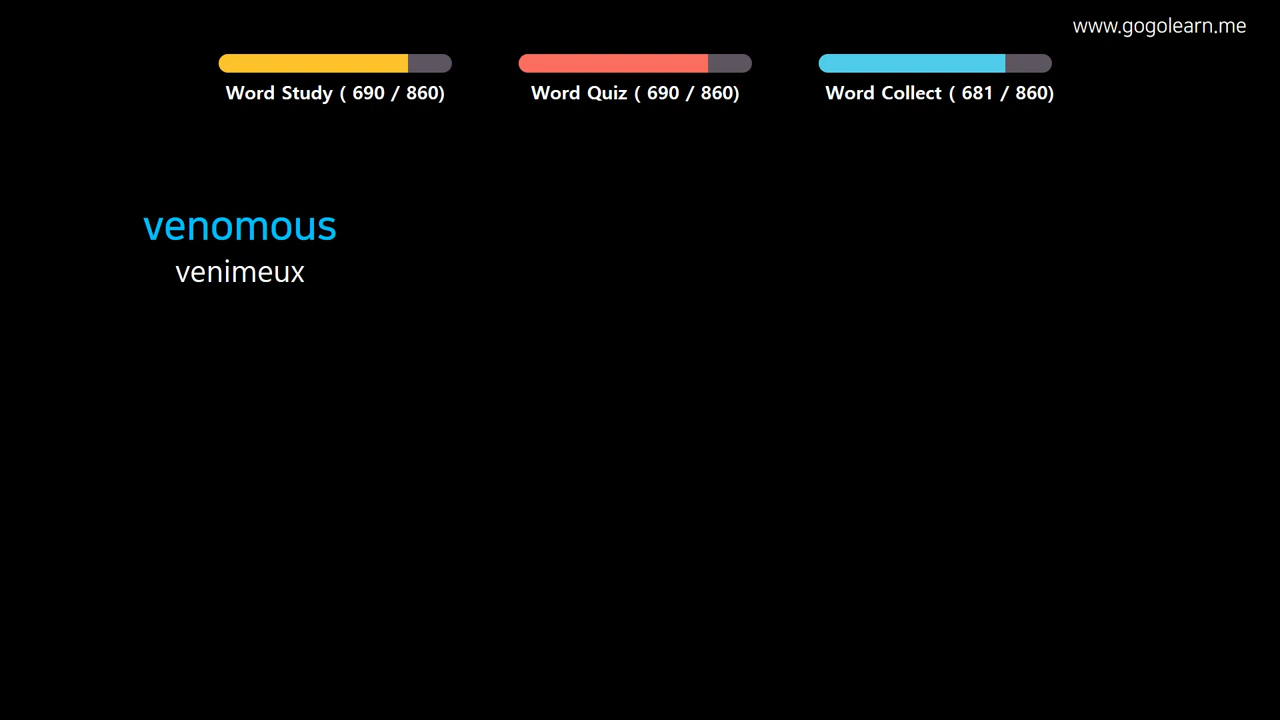 www.gogolearn.me
Word Study ( 690 / 860)
Word Quiz ( 690 / 860)
Word Collect ( 681 / 860)
venomous
venimeux